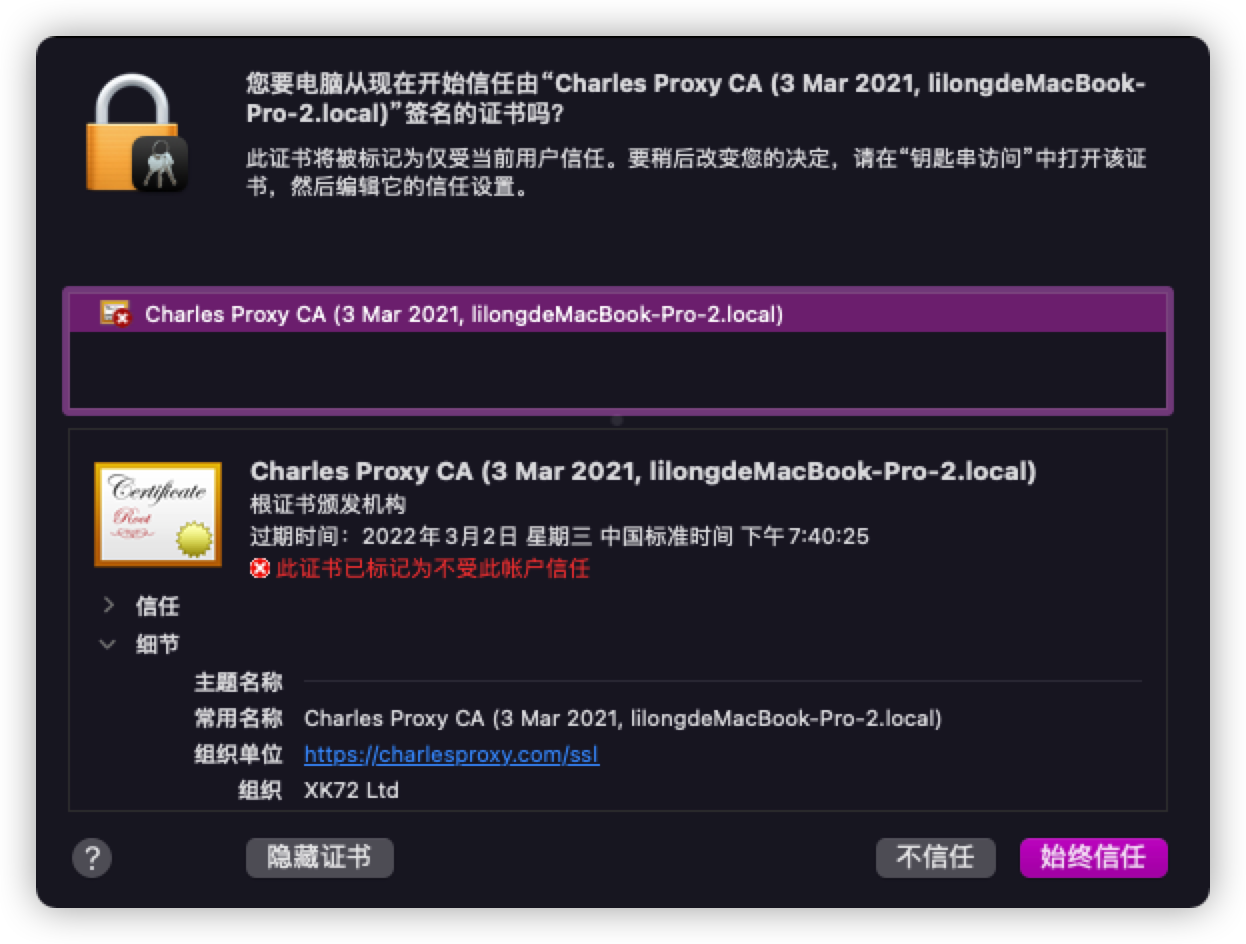 您要电脑从现在开始信任由“Charles Proxy CA (3 Mar 2021, lilongdeMacBook-
Pro-2.local)”签名的证书吗？
此证书将被标记为仅受当前用户信任。要稍后改变您的决定，请在“钥匙串访问”中打开该证
书，然后编辑它的信任设置。
Charles Proxy CA (3 Mar 2021, lilongdeMacBook-Pro-2.local)
Certificate
Root
Charles Proxy CA (3 Mar 2021, lilongdeMacBook-Pro-2.local)
根证书颁发机构
过期时间：2022年3月2日 星期三 中国标准时间 下午7:40:25
此证书已标记为不受此帐户信任
信任
细节
主题名称
常用名称 Charles Proxy CA (3 Mar 2021, lilongdeMacBook-Pro-2.local)
组织单位 https://charlesproxy.com/ssl
组织 XK72 Ltd
? 隐藏证书 不信任 始终信任